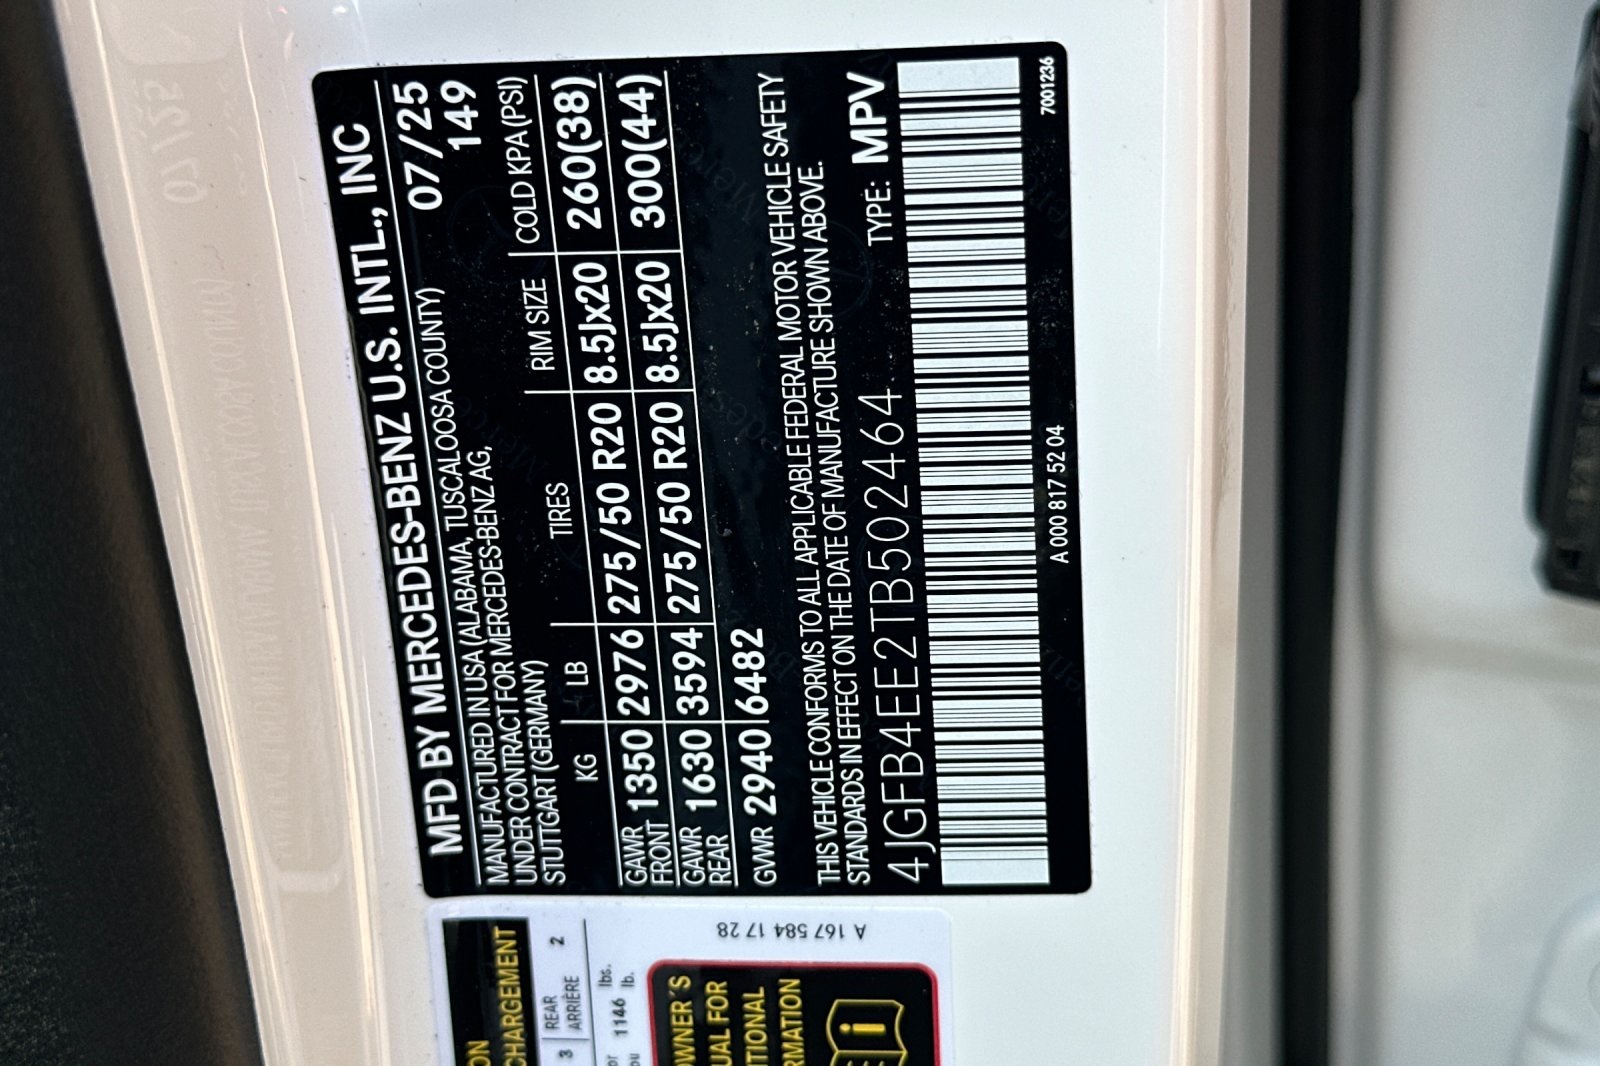 MFD BY MERCEDES-BENZ U.S. INTL., INC
MANUFACTURED IN USA (ALABAMA, TUSCALOOSA COUNTY) 07/25
UNDER CONTRACT FOR MERCEDES-BENZ AG, 149
STUTTGART (GERMANY)
KG LB TIRES RIM SIZE COLD KPA (PSI)
GAWR FRONT 1350 2976 275/50 R20 8.5Jx20 260(38)
GAWR REAR 1630 3594 275/50 R20 8.5Jx20 300(44)
GVWR 2940 6482
THIS VEHICLE CONFORMS TO ALL APPLICABLE FEDERAL MOTOR VEHICLE SAFETY
STANDARDS IN EFFECT ON THE DATE OF MANUFACTURE SHOWN ABOVE.
4JGFB4EE2TB502464 TYPE: MPV
A 000 817 52 04 7001236
CHARGEMENT
3 REAR 2
ARRIÈRE
1146 lbs.
lb.
A 167 584 17 28
OWNER'S
FOR